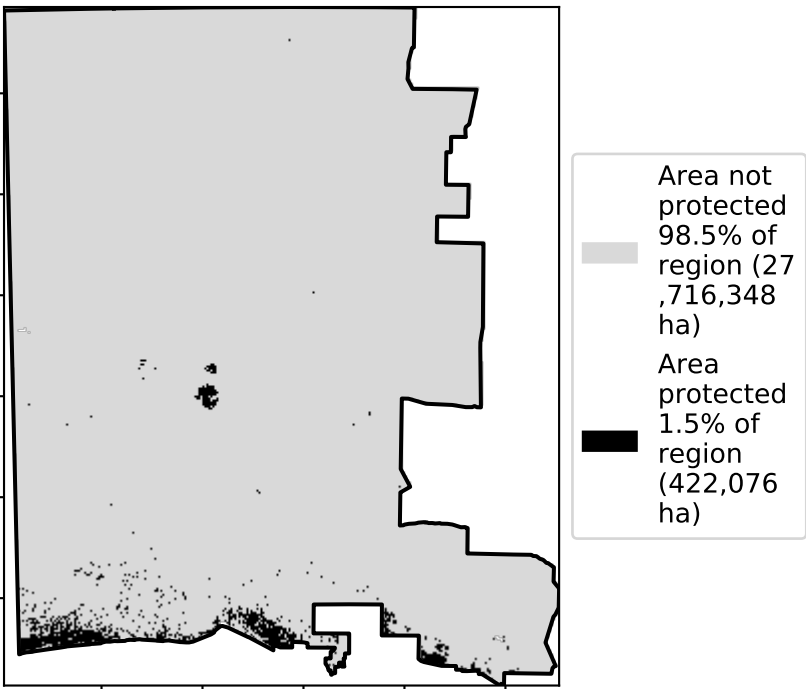 Area not
protected
98.5% of
region (27
,716,348
ha)
Area
protected
1.5% of
region
(422,076
ha)